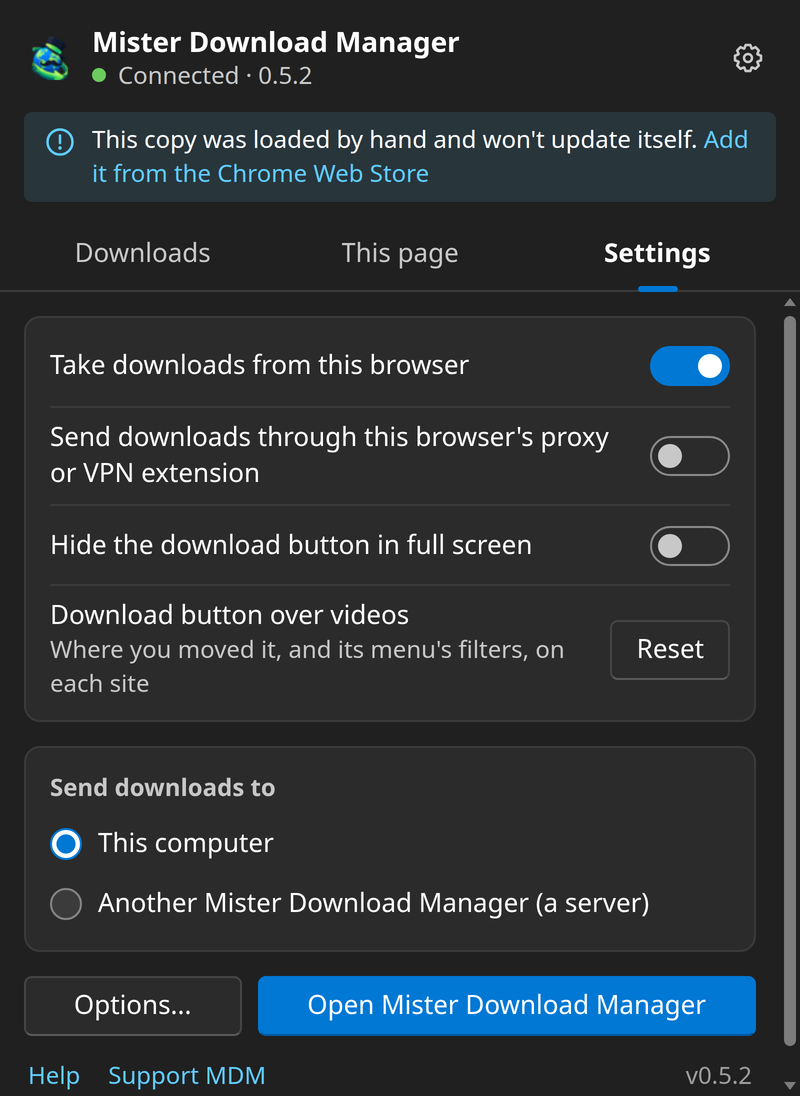 Mister Download Manager
Connected · 0.5.2
This copy was loaded by hand and won't update itself. Add
it from the Chrome Web Store
Downloads
This page
Settings
Take downloads from this browser
Send downloads through this browser's proxy
or VPN extension
Hide the download button in full screen
Download button over videos
Where you moved it, and its menu's filters, on
each site
Reset
Send downloads to
This computer
Another Mister Download Manager (a server)
Options...
Open Mister Download Manager
Help
Support MDM
v0.5.2